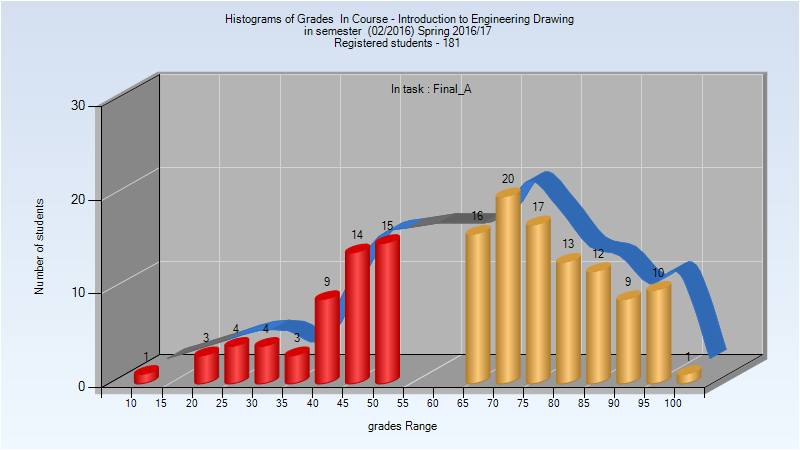 Histograms of Grades  In Course - Introduction to Engineering Drawing
in semester  (02/2016) Spring 2016/17
Registered students - 181
In task : Final_A
30
20
10
0
Number of students
1
3
4
4
3
9
14
15
16
20
17
13
12
9
10
1
10 15 20 25 30 35 40 45 50 55 60 65 70 75 80 85 90 95 100
grades Range